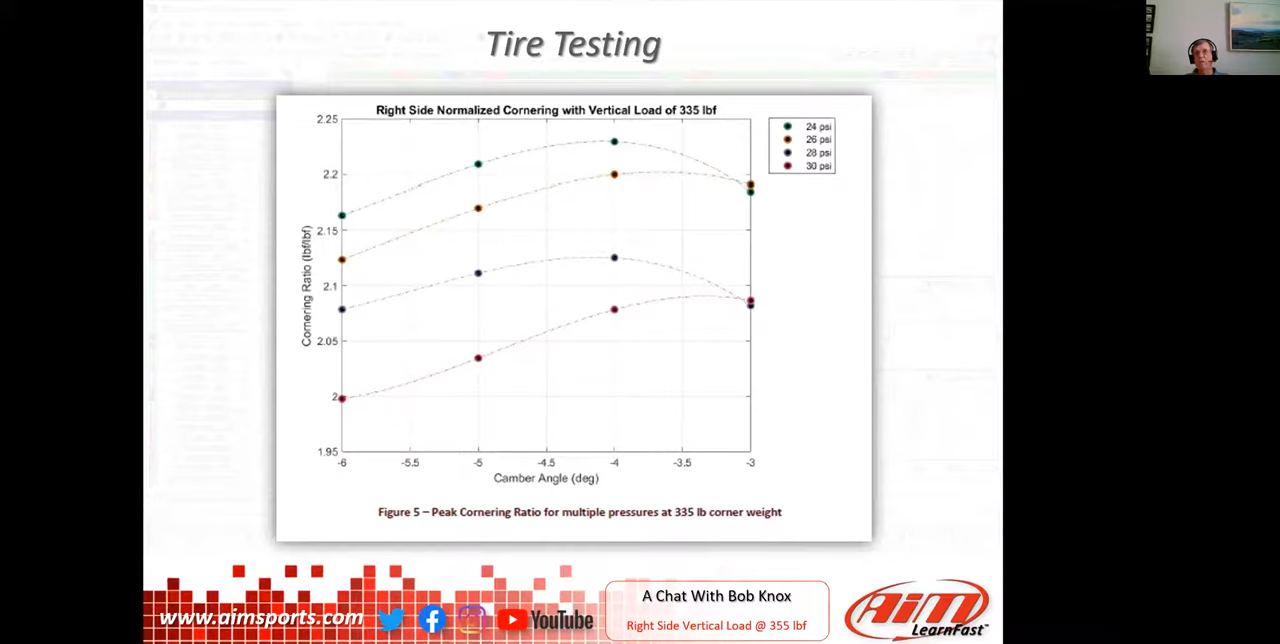 Tire Testing
Right Side Normalized Cornering with Vertical Load of 335 lbf
2.25
2.2
2.15
2.1
2.05
2
1.95
Cornering Ratio (lbf/lbf)
-6
-5.5
-5
-4.5
-4
-3.5
-3
Camber Angle (deg)
24 psi
26 psi
28 psi
30 psi
Figure 5 – Peak Cornering Ratio for multiple pressures at 335 lb corner weight
www.aimsports.com
YouTube
A Chat With Bob Knox
Right Side Vertical Load @ 355 lbf
AiM
LearnFast™